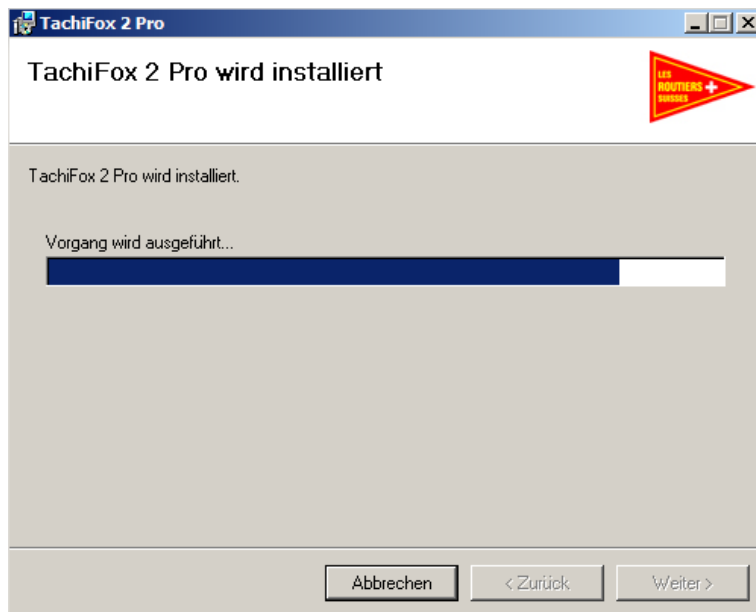 TachiFox 2 Pro
TachiFox 2 Pro wird installiert
LES
ROUTIERS
SUISSES
TachiFox 2 Pro wird installiert.
Vorgang wird ausgeführt...
Abbrechen
< Zurück
Weiter >